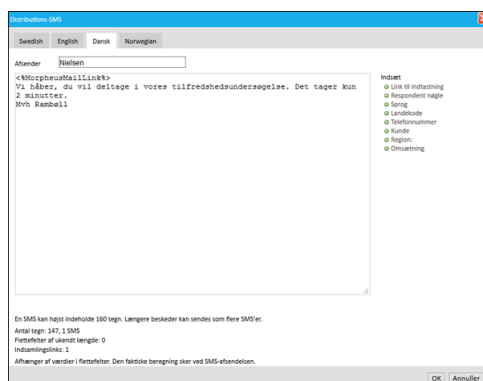 Distributions-SMS
Swedish English Dansk Norwegian
Afsender Nielsen
<%MorpheusMailLink%>
Vi håber, du vil deltage i vores tilfredshedsundersøgelse. Det tager kun
2 minutter.
Mvh Rambøll
Indsæt
Link til indtastning
Respondent nøgle
Sprog
Landekode
Telefonnummer
Kunde
Region:
Omsætning
En SMS kan højst indeholde 160 tegn. Længere beskeder kan sendes som flere SMS'er.
Antal tegn: 147, 1 SMS
Flettefelter af ukendt længde: 0
Indsamlingslinks: 1
Afhænger af værdier i flettefelter. Den faktiske beregning sker ved SMS-afsendelsen.
OK Annuller